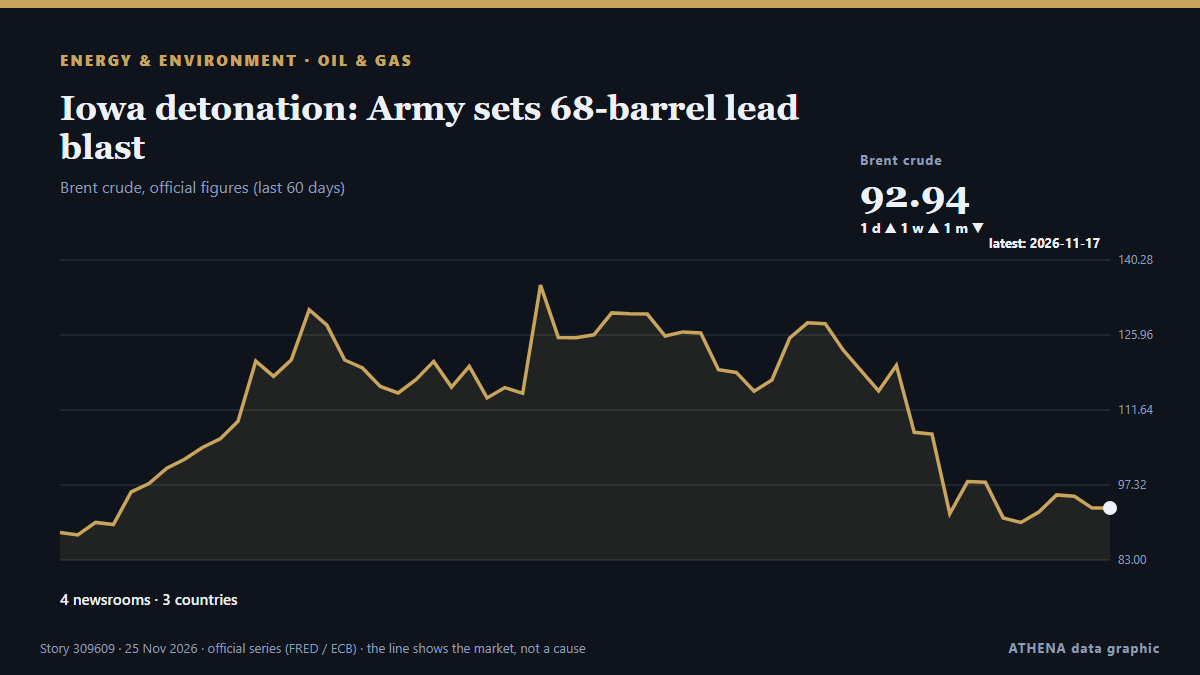 ENERGY & ENVIRONMENT · OIL & GAS
Iowa detonation: Army sets 68-barrel lead
blast
Brent crude, official figures (last 60 days)
Brent crude
92.94
1 d ▲ 1 w ▲ 1 m ▼
latest: 2026-11-17
140.28
125.96
111.64
97.32
83.00
4 newsrooms · 3 countries
Story 309609 · 25 Nov 2026 · official series (FRED / ECB) · the line shows the market, not a cause
ATHENA data graphic